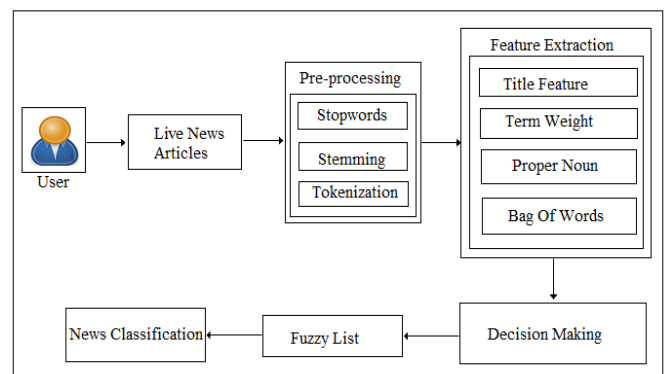 User
Live News
Articles
Pre-processing
Stopwords
Stemming
Tokenization
Feature Extraction
Title Feature
Term Weight
Proper Noun
Bag Of Words
Decision Making
Fuzzy List
News Classification